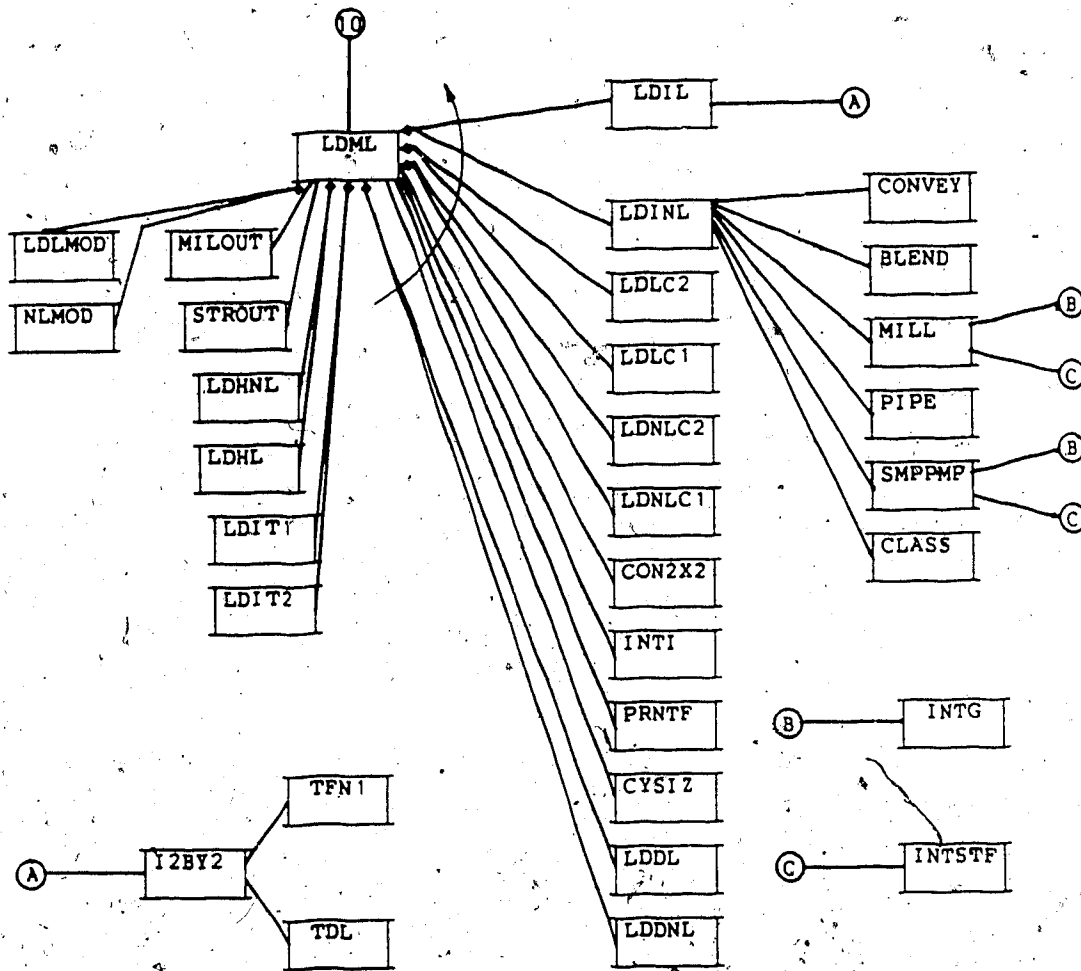 10
LDIL
A
LDML
CONVEY
LDINL
LDLMOD
MILOUT
BLEND
LDLC2
B
NLMOD
STROUT
MILL
LDLC1
C
LDHNL
PIPE
LDNLC2
B
LDHL
SMPPMP
LDNLC1
C
LDIT1
CLASS
CON2X2
LDIT2
INTI
PRNTF
B
INTG
TFN1
CYSIZ
A
I2BY2
LDDL
C
INTSTF
TDL
LDDNL